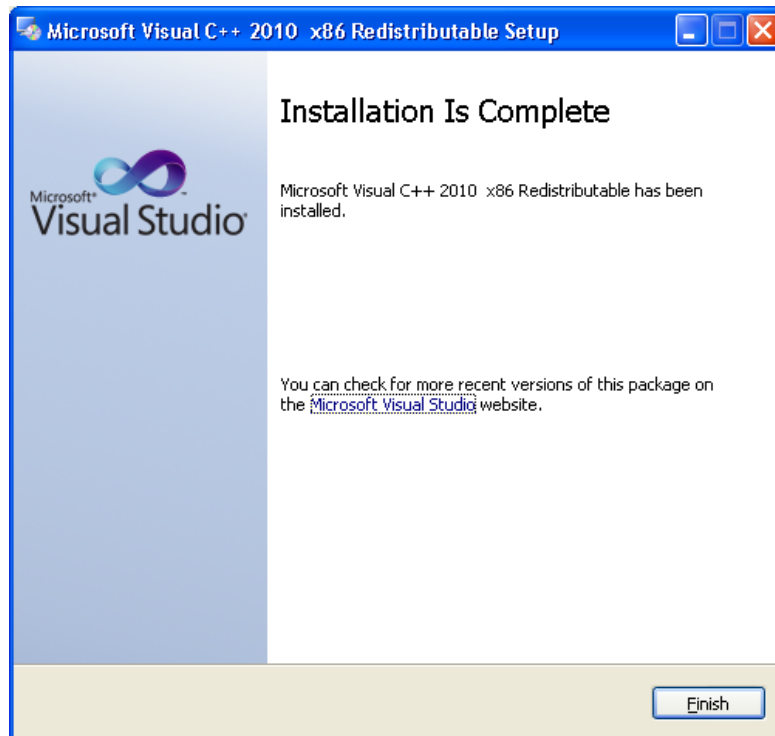 Microsoft Visual C++ 2010  x86 Redistributable Setup
Installation Is Complete
Microsoft®
Visual Studio®
Microsoft Visual C++ 2010  x86 Redistributable has been
installed.
You can check for more recent versions of this package on
the Microsoft Visual Studio website.
Finish